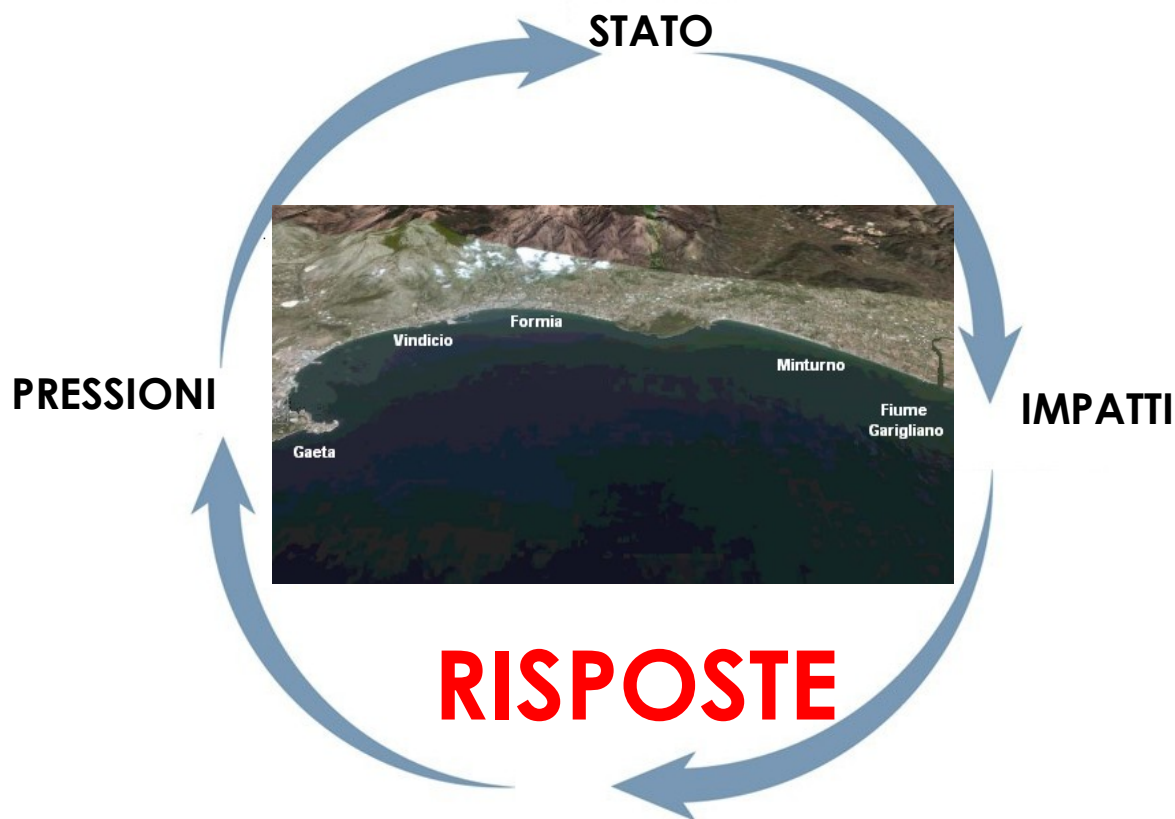 STATO
Formia
Vindicio
Minturno
PRESSIONI
IMPATTI
Fiume
Garigliano
Gaeta
RISPOSTE